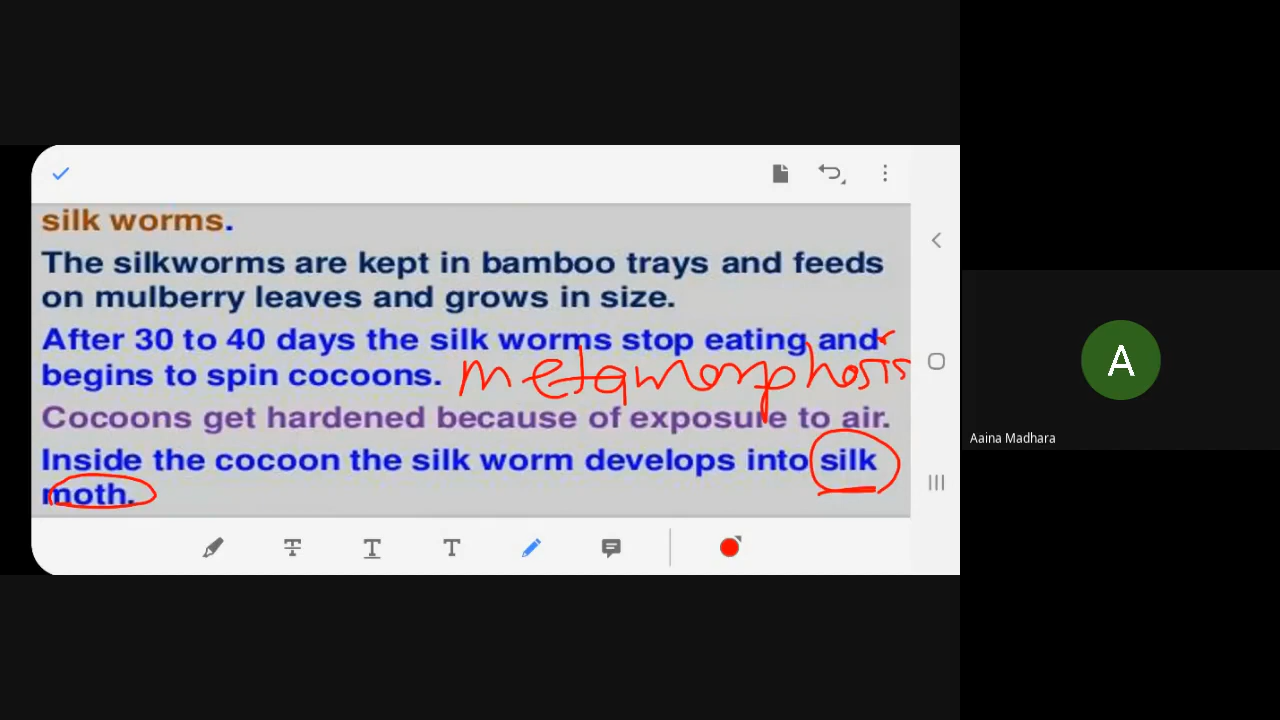 silk worms.
The silkworms are kept in bamboo trays and feeds
on mulberry leaves and grows in size.
After 30 to 40 days the silk worms stop eating and
begins to spin cocoons. metamorphosis
Cocoons get hardened because of exposure to air.
Inside the cocoon the silk worm develops into silk
moth.
T T T
A
Aaina Madhara